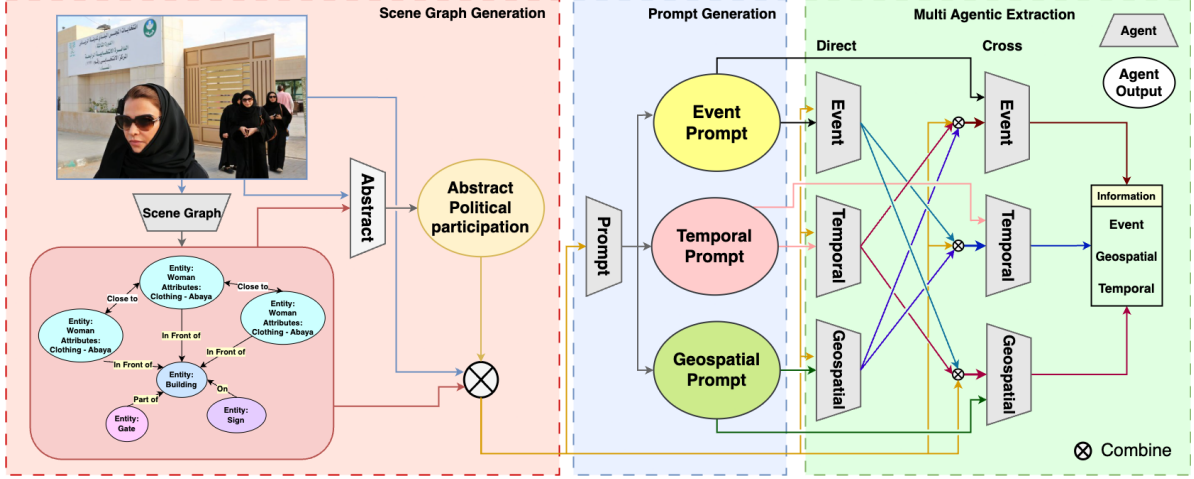 Scene Graph Generation
Prompt Generation
Multi Agentic Extraction
Direct
Cross
Agent
Agent
Output
Scene Graph
Abstract
Abstract
Political
participation
Entity:
Woman
Attributes:
Clothing - Abaya
Close to
Close to
Entity:
Woman
Attributes:
Clothing - Abaya
Entity:
Woman
Attributes:
Clothing - Abaya
In Front of
In Front of
In Front of
Entity:
Building
Part of
On
Entity:
Gate
Entity:
Sign
Prompt
Event
Prompt
Temporal
Prompt
Geospatial
Prompt
Event
Temporal
Geospatial
Event
Temporal
Geospatial
Information
Event
Geospatial
Temporal
Combine